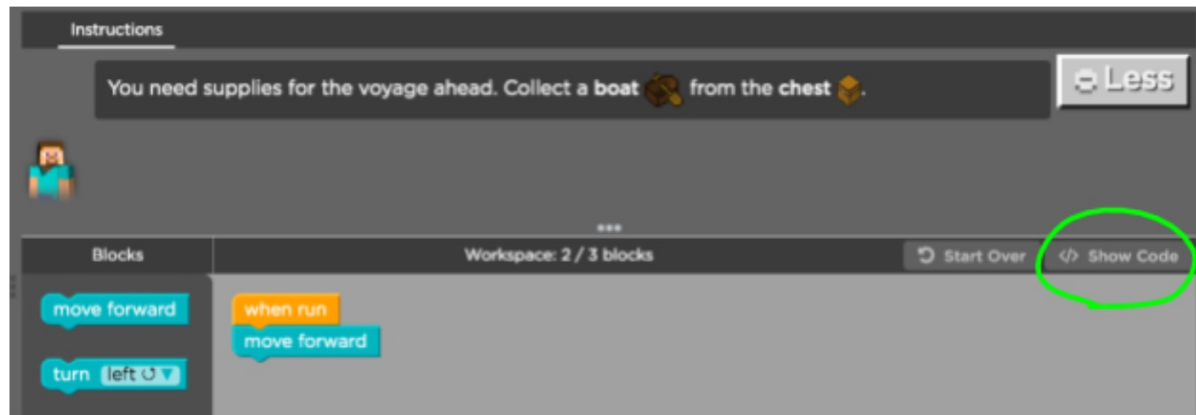 Instructions
You need supplies for the voyage ahead. Collect a boat from the chest .
Less
Blocks
Workspace: 2 / 3 blocks
Start Over
</> Show Code
move forward
when run
move forward
turn left